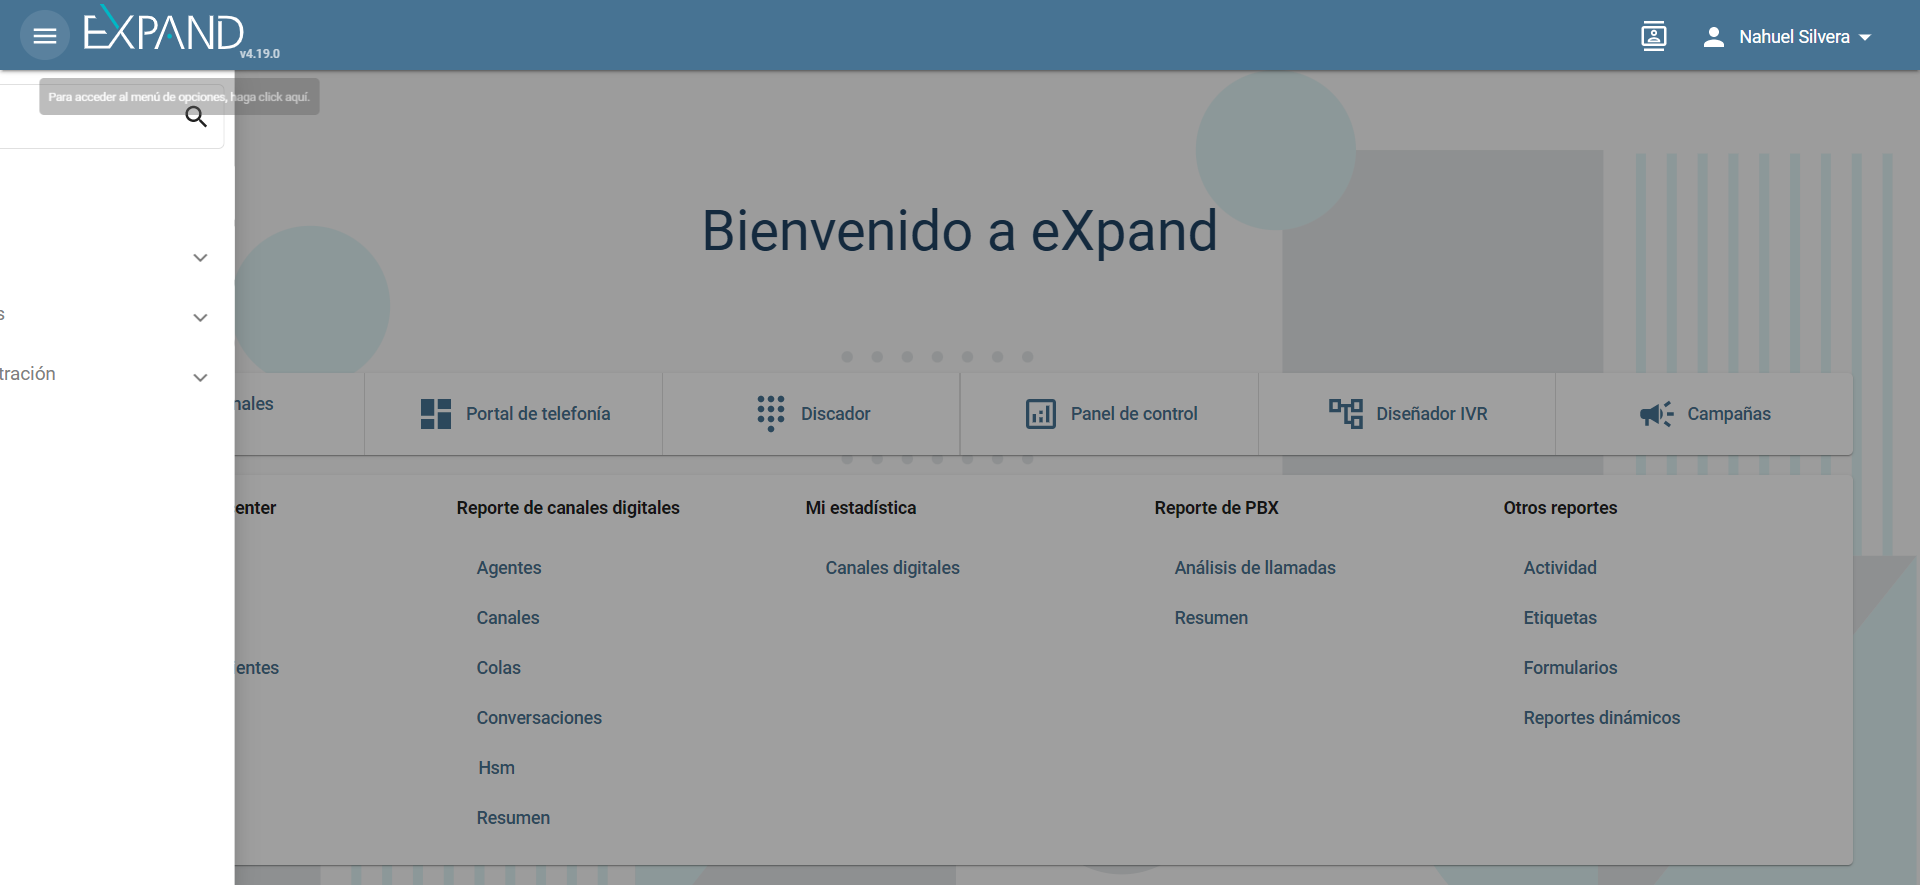 EXPAND
v4.19.0
Nahuel Silvera
Para acceder al menú de opciones, haga click aquí.
s
tración
Bienvenido a eXpand
nales
Portal de telefonía
Discador
Panel de control
Diseñador IVR
Campañas
enter
entes
Reporte de canales digitales
Agentes
Canales
Colas
Conversaciones
Hsm
Resumen
Mi estadística
Canales digitales
Reporte de PBX
Análisis de llamadas
Resumen
Otros reportes
Actividad
Etiquetas
Formularios
Reportes dinámicos